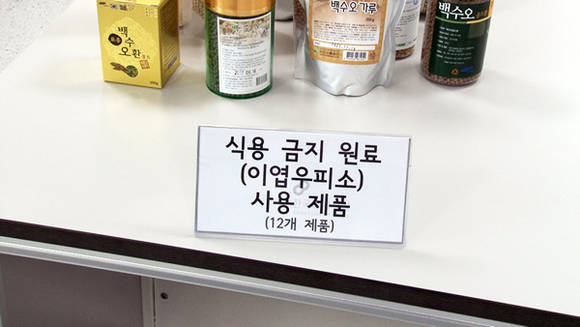 백수오환
백수오 가루
백수오
식용 금지 원료
(이엽우피소)
사용 제품
(12개 제품)